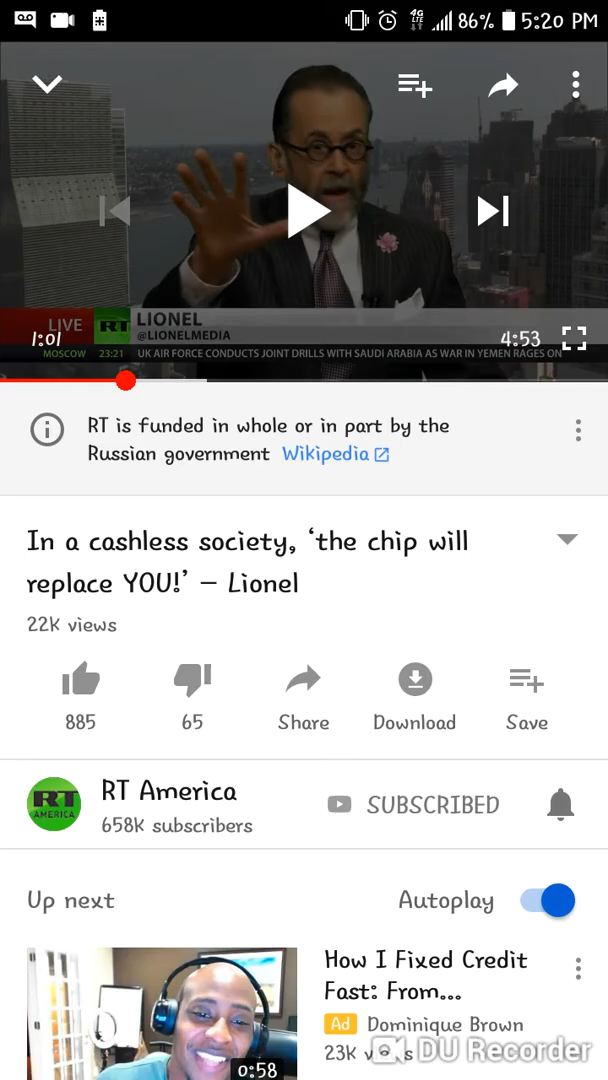 4G LTE 86% 5:20 PM
LIVE RT LIONEL
@LIONELMEDIA
1:01 4:53
MOSCOW 23:21 UK AIR FORCE CONDUCTS JOINT DRILLS WITH SAUDI ARABIA AS WAR IN YEMEN RAGES ON
RT is funded in whole or in part by the
Russian government Wikipedia
In a cashless society, ‘the chip will
replace YOU!’ – Lionel
22K views
885 65 Share Download Save
RT AMERICA
RT America SUBSCRIBED
658K subscribers
Up next Autoplay
How I Fixed Credit
Fast: From...
Ad Dominique Brown
23K views
0:58
DU Recorder